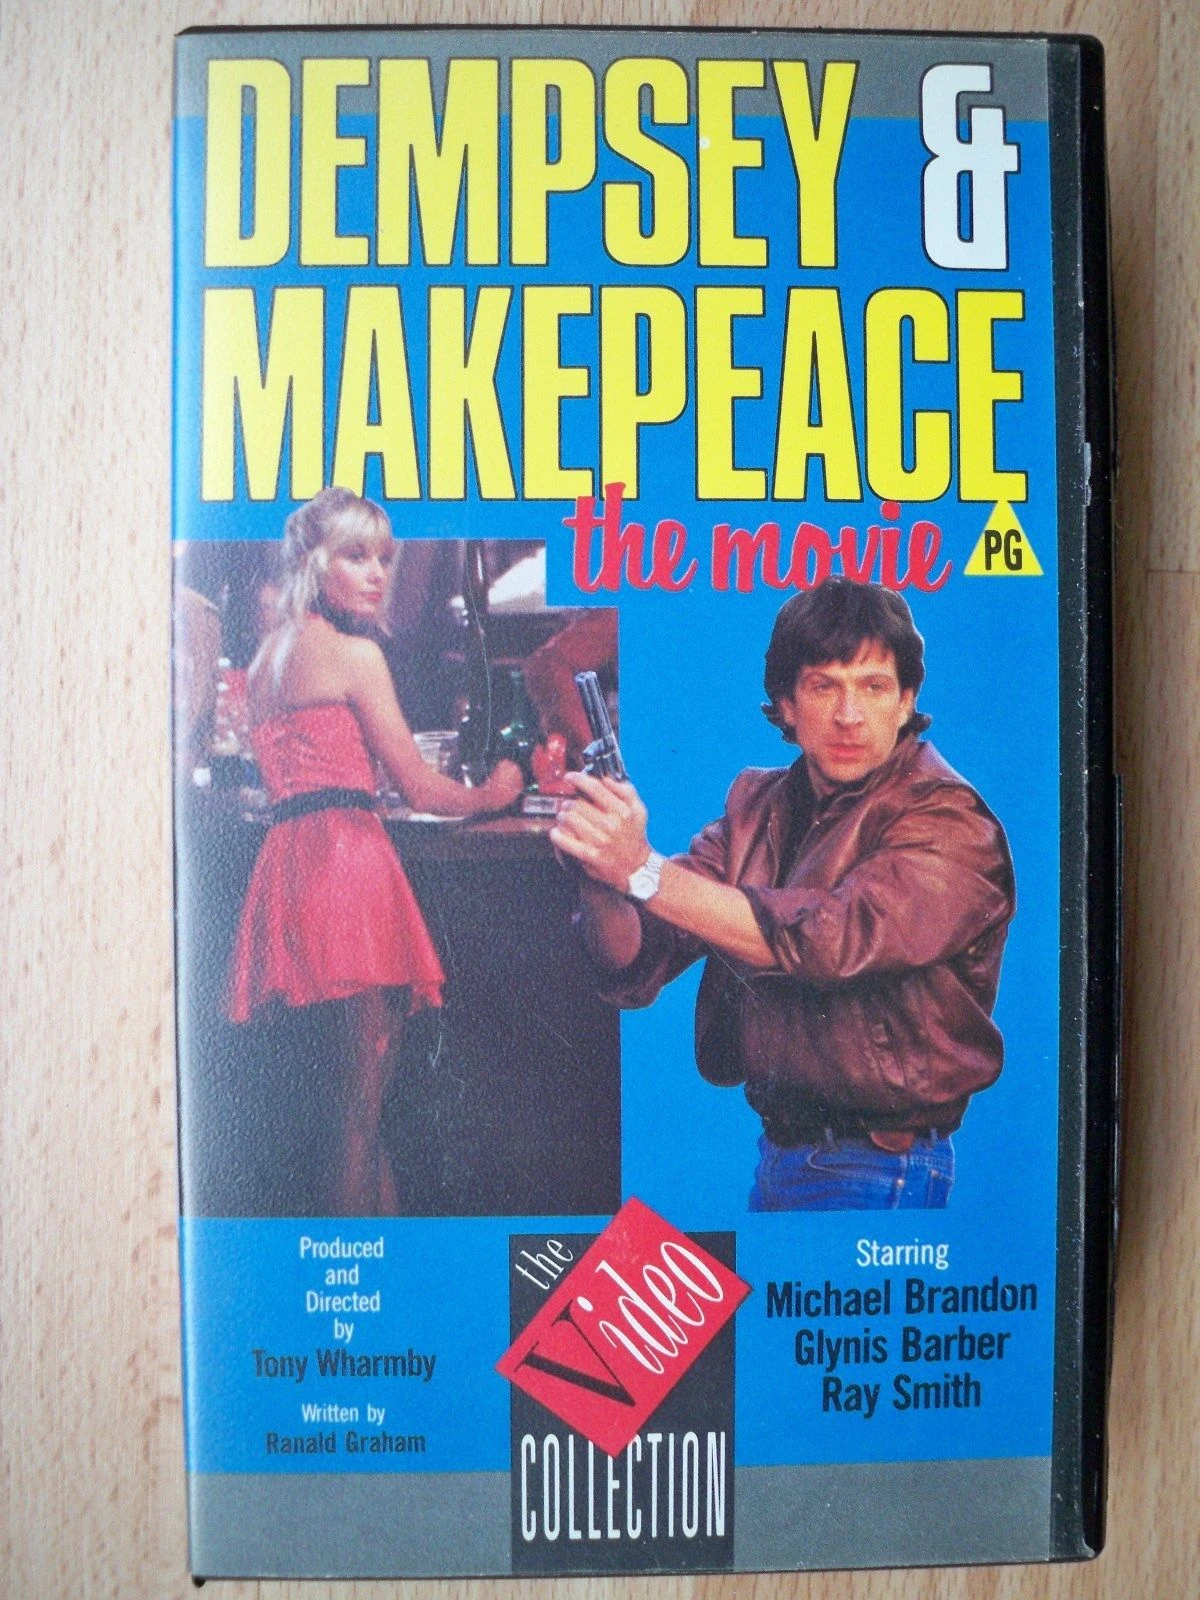 DEMPSEY &
MAKEPEACE
the movie
PG
Produced
and
Directed
by
Tony Wharmby
Written by
Ranald Graham
the
Video
COLLECTION
Starring
Michael Brandon
Glynis Barber
Ray Smith